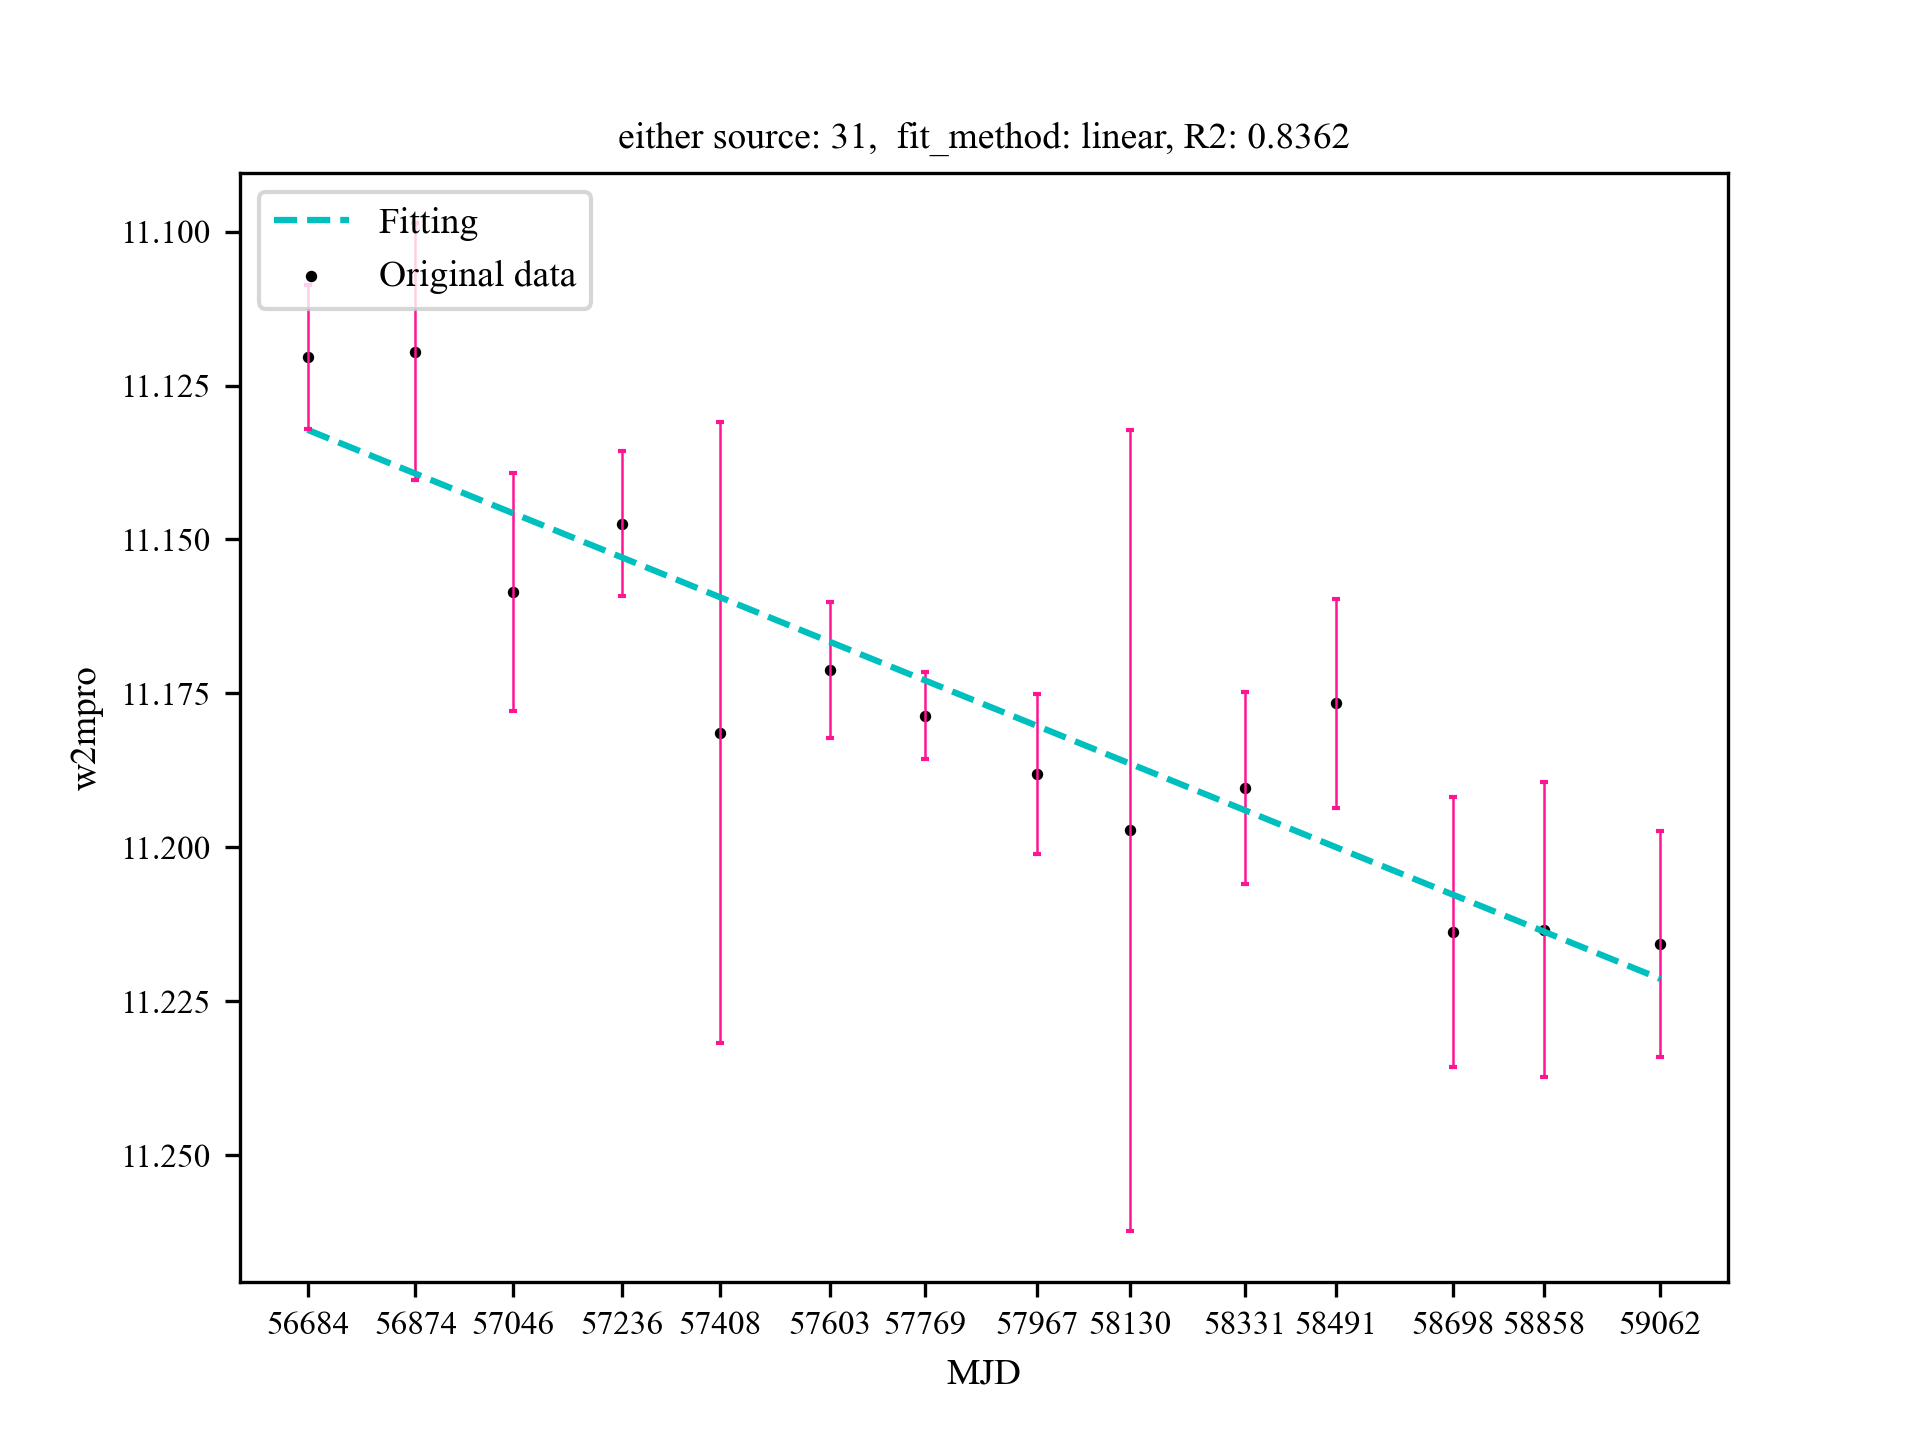 either source: 31,  fit_method: linear, R2: 0.8362
Fitting
Original data
11.100
11.125
11.150
11.175
11.200
11.225
11.250
w2mpro
56684 56874 57046 57236 57408 57603 57769 57967 58130 58331 58491 58698 58858 59062
MJD